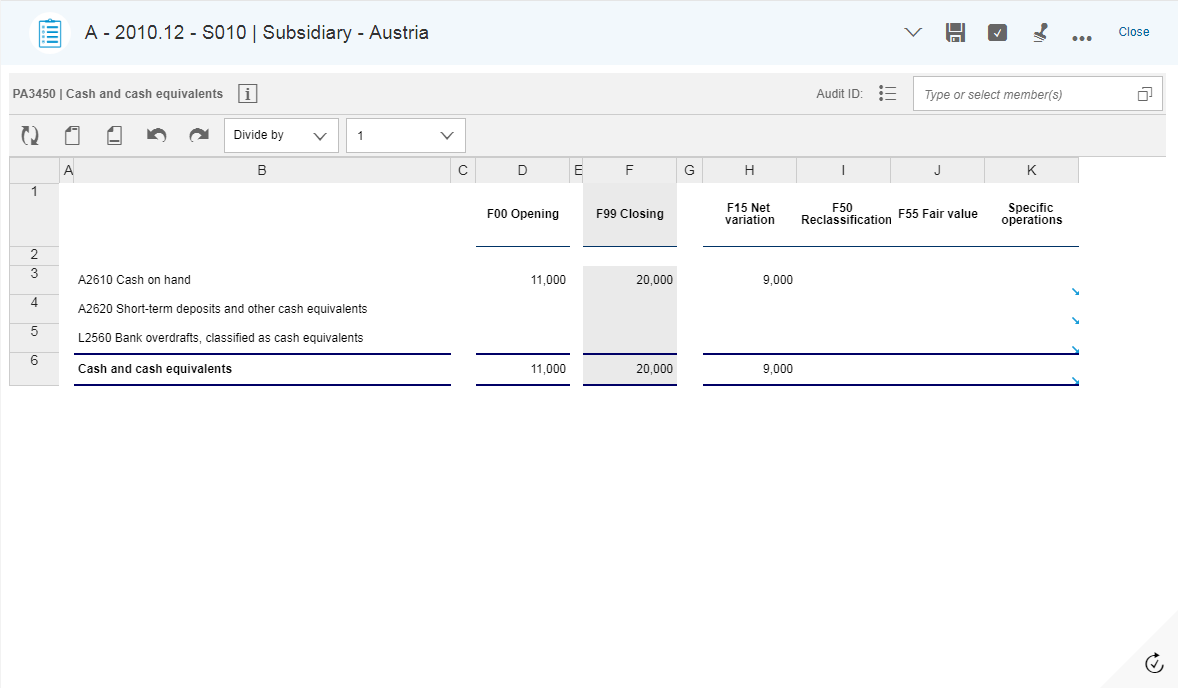 A - 2010.12 - S010 | Subsidiary - Austria
Close
PA3450 | Cash and cash equivalents
i
Audit ID:
Type or select member(s)
Divide by
1
A B C D E F G H I J K
1
F00 Opening
F99 Closing
F15 Net variation
F50 Reclassification
F55 Fair value
Specific operations
2
3 A2610 Cash on hand 11,000 20,000 9,000
4 A2620 Short-term deposits and other cash equivalents
5 L2560 Bank overdrafts, classified as cash equivalents
6 Cash and cash equivalents 11,000 20,000 9,000